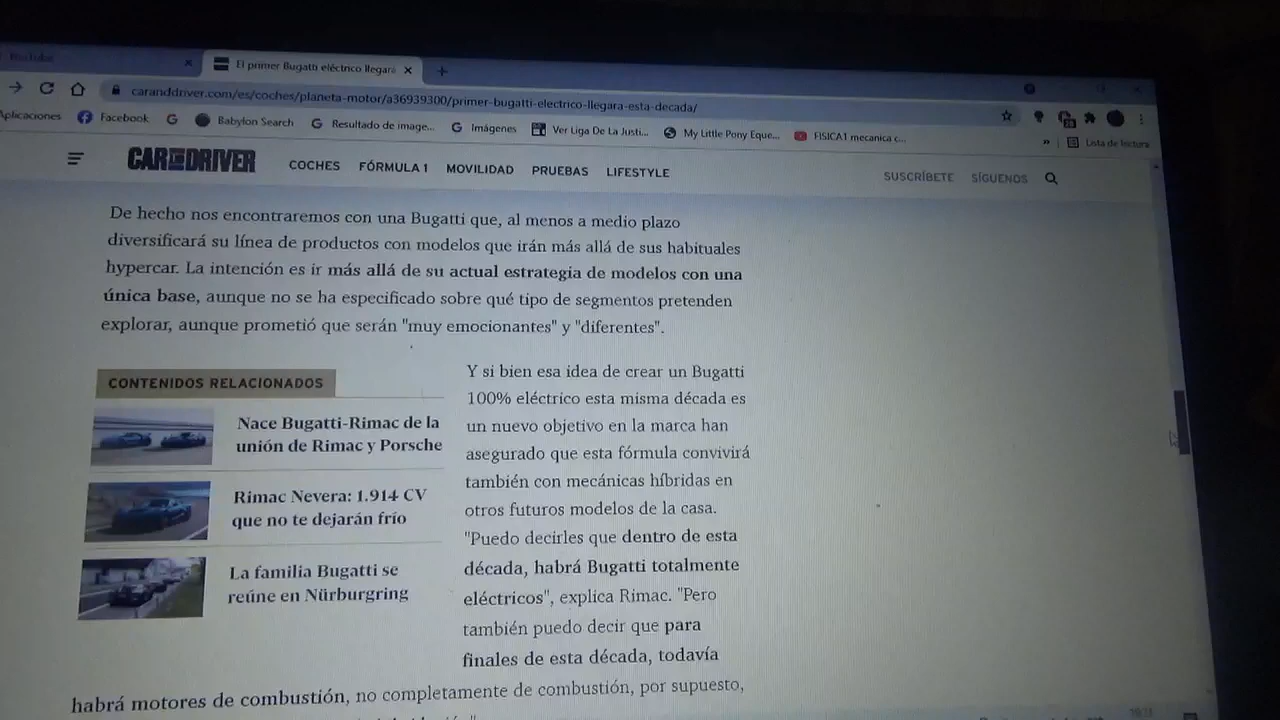 YouTube
El primer Bugatti eléctrico llegará
caranddriver.com/es/coches/planeta-motor/a36939300/primer-bugatti-electrico-llegara-esta-decada/
Aplicaciones Facebook Babylon Search Resultado de image... Imágenes Ver Liga De La Justi... My Little Pony Eque... FISICA1 mecanica c... » Lista de lectura
CAR AND DRIVER COCHES FÓRMULA 1 MOVILIDAD PRUEBAS LIFESTYLE SUSCRÍBETE SÍGUENOS
De hecho nos encontraremos con una Bugatti que, al menos a medio plazo
diversificará su línea de productos con modelos que irán más allá de sus habituales
hypercar. La intención es ir más allá de su actual estrategia de modelos con una
única base, aunque no se ha especificado sobre qué tipo de segmentos pretenden
explorar, aunque prometió que serán "muy emocionantes" y "diferentes".
CONTENIDOS RELACIONADOS
Nace Bugatti-Rimac de la
unión de Rimac y Porsche
Rimac Nevera: 1.914 CV
que no te dejarán frío
La familia Bugatti se
reúne en Nürburgring
Y si bien esa idea de crear un Bugatti
100% eléctrico esta misma década es
un nuevo objetivo en la marca han
asegurado que esta fórmula convivirá
también con mecánicas híbridas en
otros futuros modelos de la casa.
"Puedo decirles que dentro de esta
década, habrá Bugatti totalmente
eléctricos", explica Rimac. "Pero
también puedo decir que para
finales de esta década, todavía
habrá motores de combustión, no completamente de combustión, por supuesto,